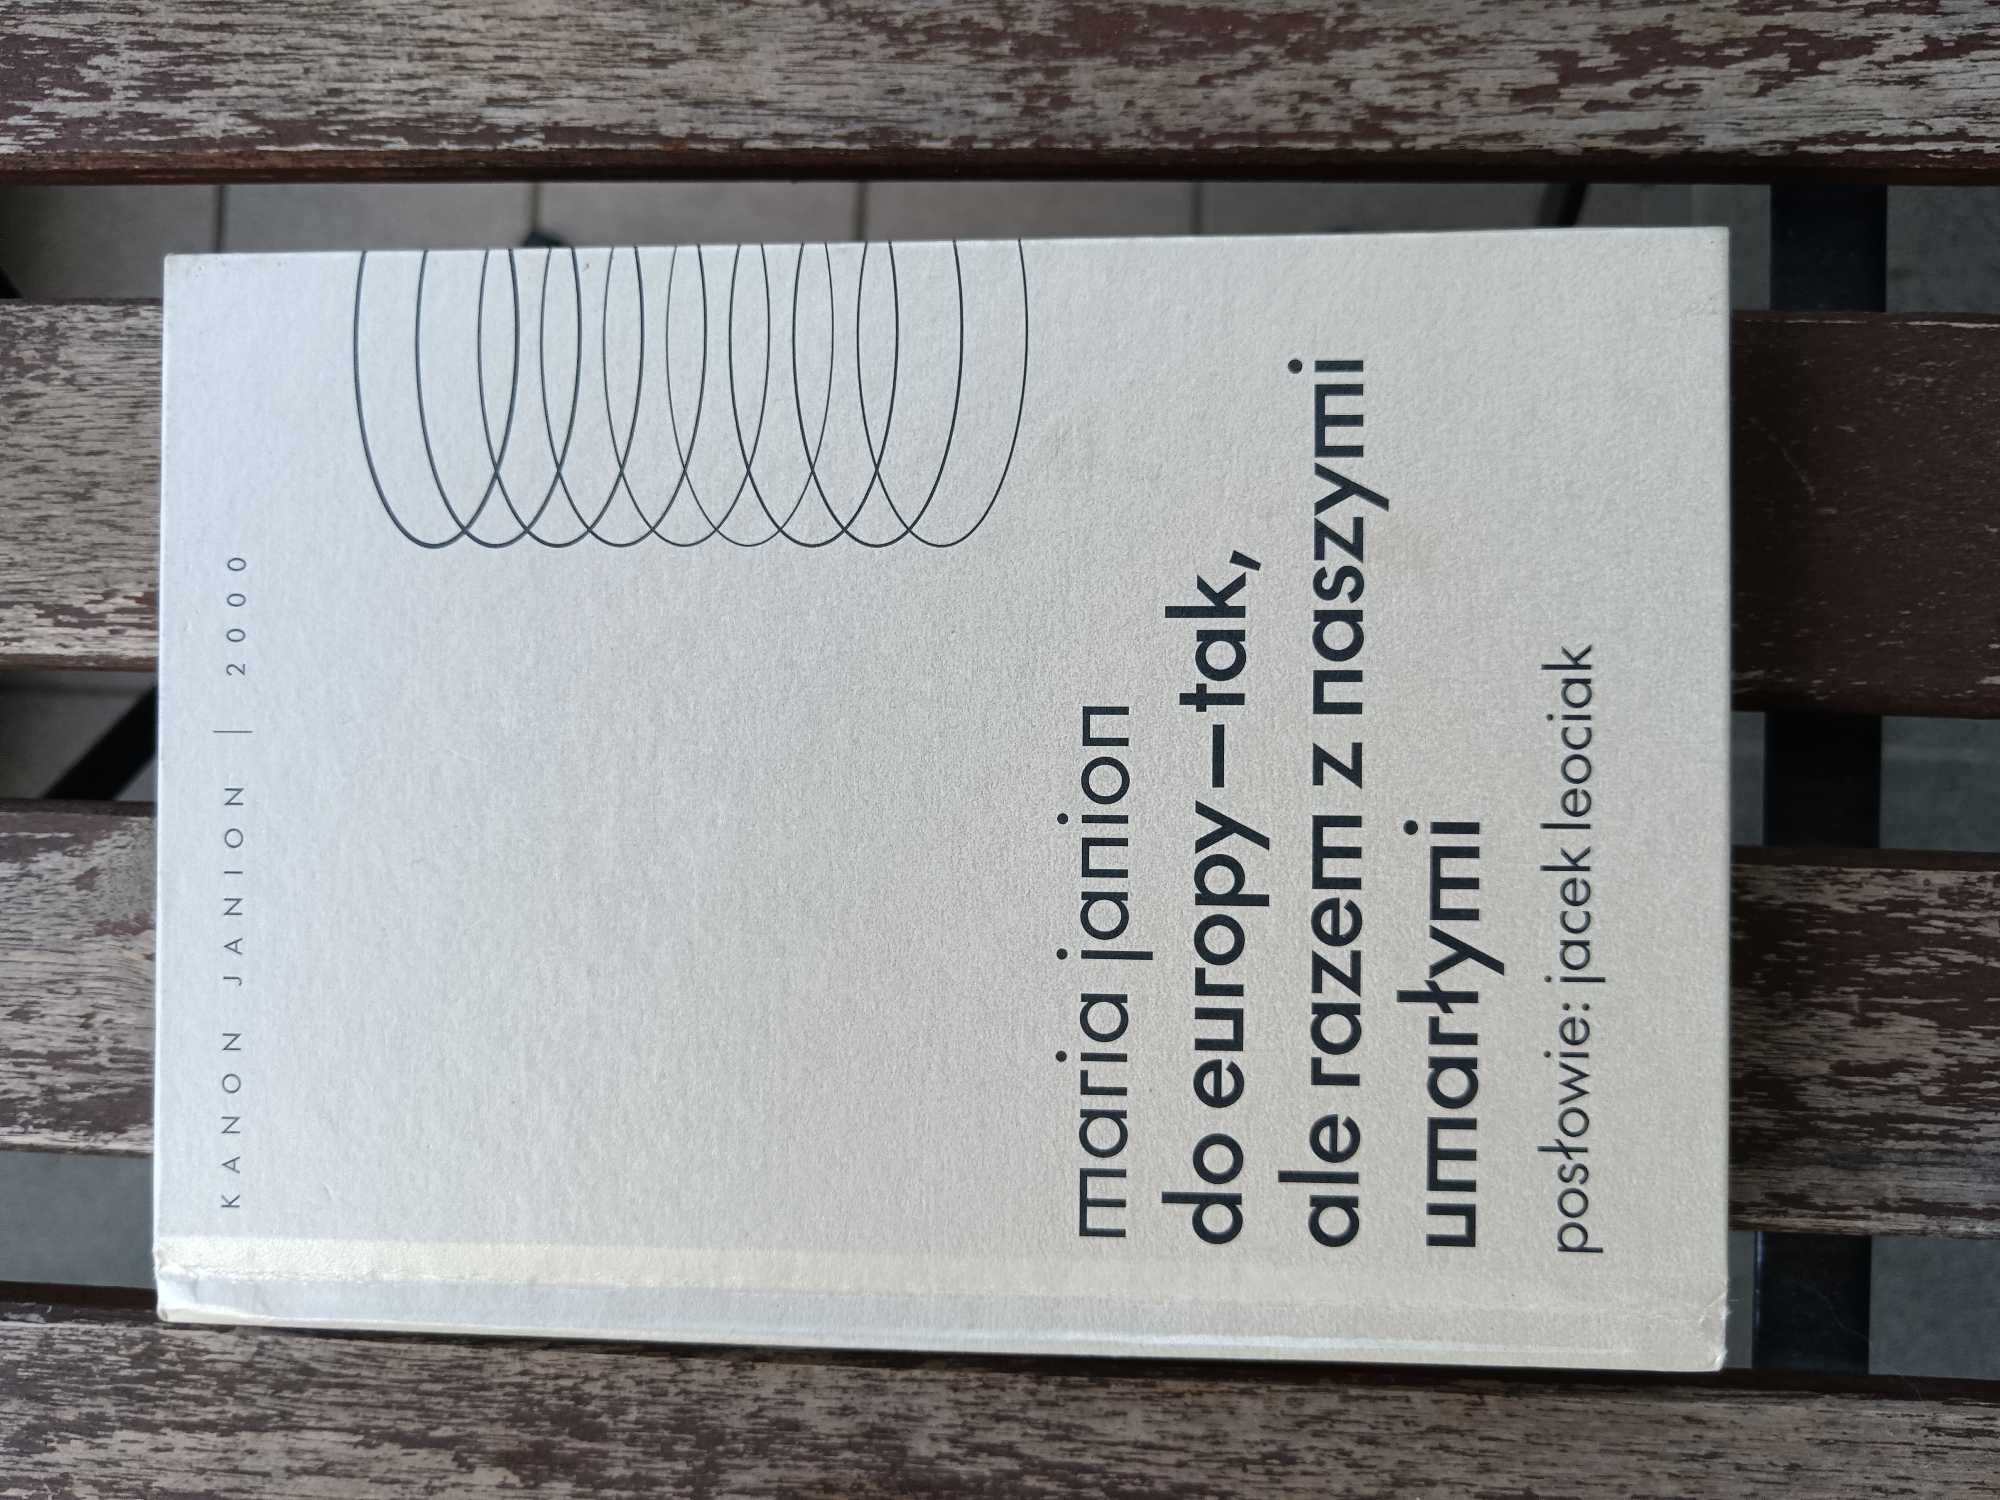 KANON JANION | 2000
maria janion
do europy – tak,
ale razem z naszymi
umarłymi
posłowie: jacek leociak